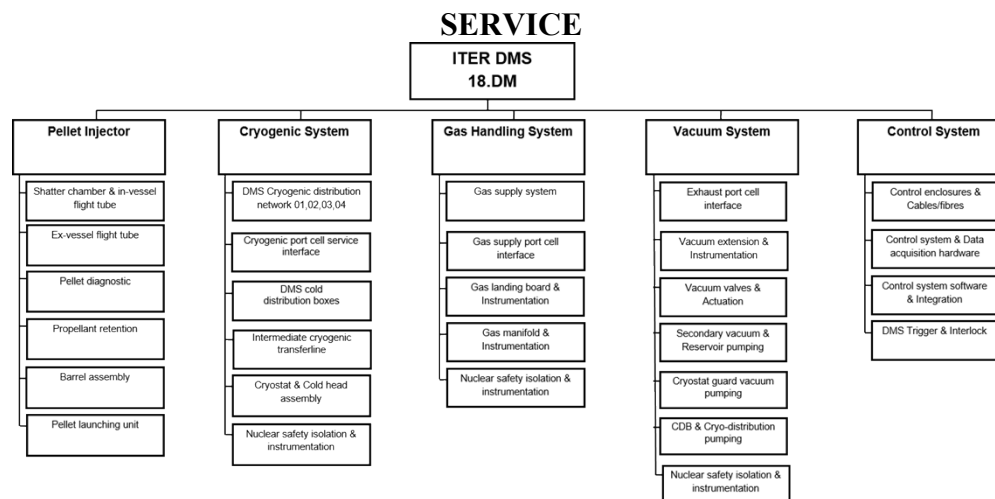 SERVICE
ITER DMS
18.DM
Pellet Injector
Shatter chamber & in-vessel
flight tube
Ex-vessel flight tube
Pellet diagnostic
Propellant retention
Barrel assembly
Pellet launching unit
Cryogenic System
DMS Cryogenic distribution
network 01,02,03,04
Cryogenic port cell service
interface
DMS cold
distribution boxes
Intermediate cryogenic
transferline
Cryostat & Cold head
assembly
Nuclear safety isolation &
instrumentation
Gas Handling System
Gas supply system
Gas supply port cell
interface
Gas landing board &
Instrumentation
Gas manifold &
Instrumentation
Nuclear safety isolation &
instrumentation
Vacuum System
Exhaust port cell
interface
Vacuum extension &
Instrumentation
Vacuum valves &
Actuation
Secondary vacuum &
Reservoir pumping
Cryostat guard vacuum
pumping
CDB & Cryo-distribution
pumping
Nuclear safety isolation &
instrumentation
Control System
Control enclosures &
Cables/fibres
Control system & Data
acquisition hardware
Control system software
& Integration
DMS Trigger & Interlock